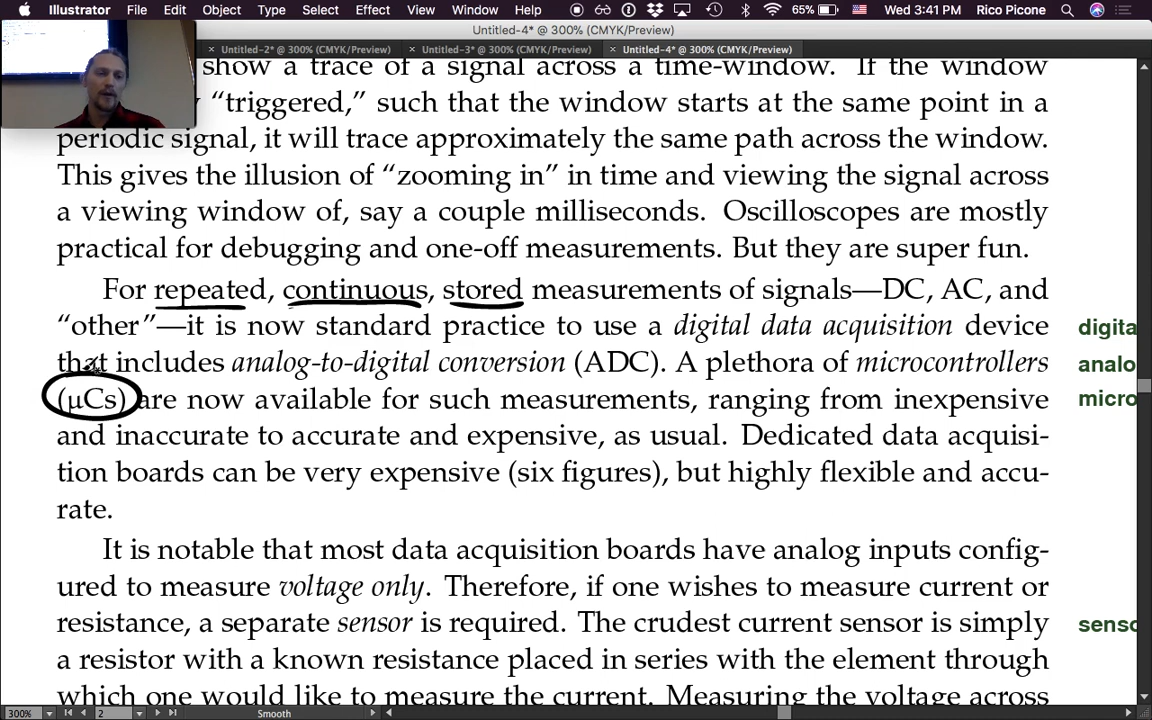 Illustrator File Edit Object Type Select Effect View Window Help 65% Wed 3:41 PM Rico Picone
Untitled-4* @ 300% (CMYK/Preview)
× Untitled-2* @ 300% (CMYK/Preview) × Untitled-3* @ 300% (CMYK/Preview) × Untitled-4* @ 300% (CMYK/Preview)
show a trace of a signal across a time-window. If the window
“triggered,” such that the window starts at the same point in a
periodic signal, it will trace approximately the same path across the window.
This gives the illusion of “zooming in” in time and viewing the signal across
a viewing window of, say a couple milliseconds. Oscilloscopes are mostly
practical for debugging and one-off measurements. But they are super fun.
For repeated, continuous, stored measurements of signals—DC, AC, and
“other”—it is now standard practice to use a digital data acquisition device
digita
that includes analog-to-digital conversion (ADC). A plethora of microcontrollers
analo
(μCs) are now available for such measurements, ranging from inexpensive
micro
and inaccurate to accurate and expensive, as usual. Dedicated data acquisi-
tion boards can be very expensive (six figures), but highly flexible and accu-
rate.
It is notable that most data acquisition boards have analog inputs config-
ured to measure voltage only. Therefore, if one wishes to measure current or
resistance, a separate sensor is required. The crudest current sensor is simply
senso
a resistor with a known resistance placed in series with the element through
which one would like to measure the current. Measuring the voltage across
300% 2 Smooth